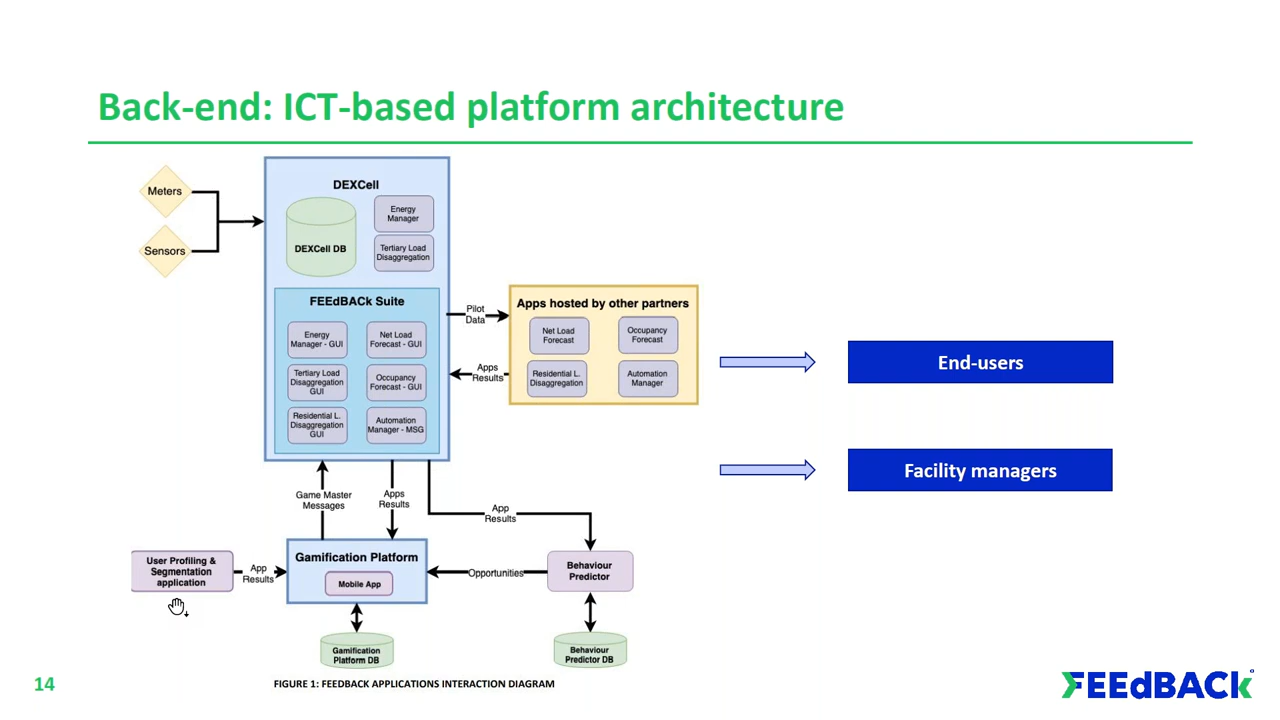 Back-end: ICT-based platform architecture
Meters
Sensors
DEXCell
DEXCell DB
Energy
Manager
Tertiary Load
Disaggregation
FEEdBACk Suite
Energy
Manager - GUI
Net Load
Forecast - GUI
Tertiary Load
Disaggregation
GUI
Occupancy
Forecast - GUI
Residential L.
Disaggregation
GUI
Automation
Manager - MSG
Pilot
Data
Apps
Results
Apps hosted by other partners
Net Load
Forecast
Occupancy
Forecast
Residential L.
Disaggregation
Automation
Manager
End-users
Facility managers
Game Master
Messages
Apps
Results
App
Results
User Profiling &
Segmentation
application
App
Results
Gamification Platform
Mobile App
Opportunities
Behaviour
Predictor
Gamification
Platform DB
Behaviour
Predictor DB
FIGURE 1: FEEDBACK APPLICATIONS INTERACTION DIAGRAM
14
FEEdBACk